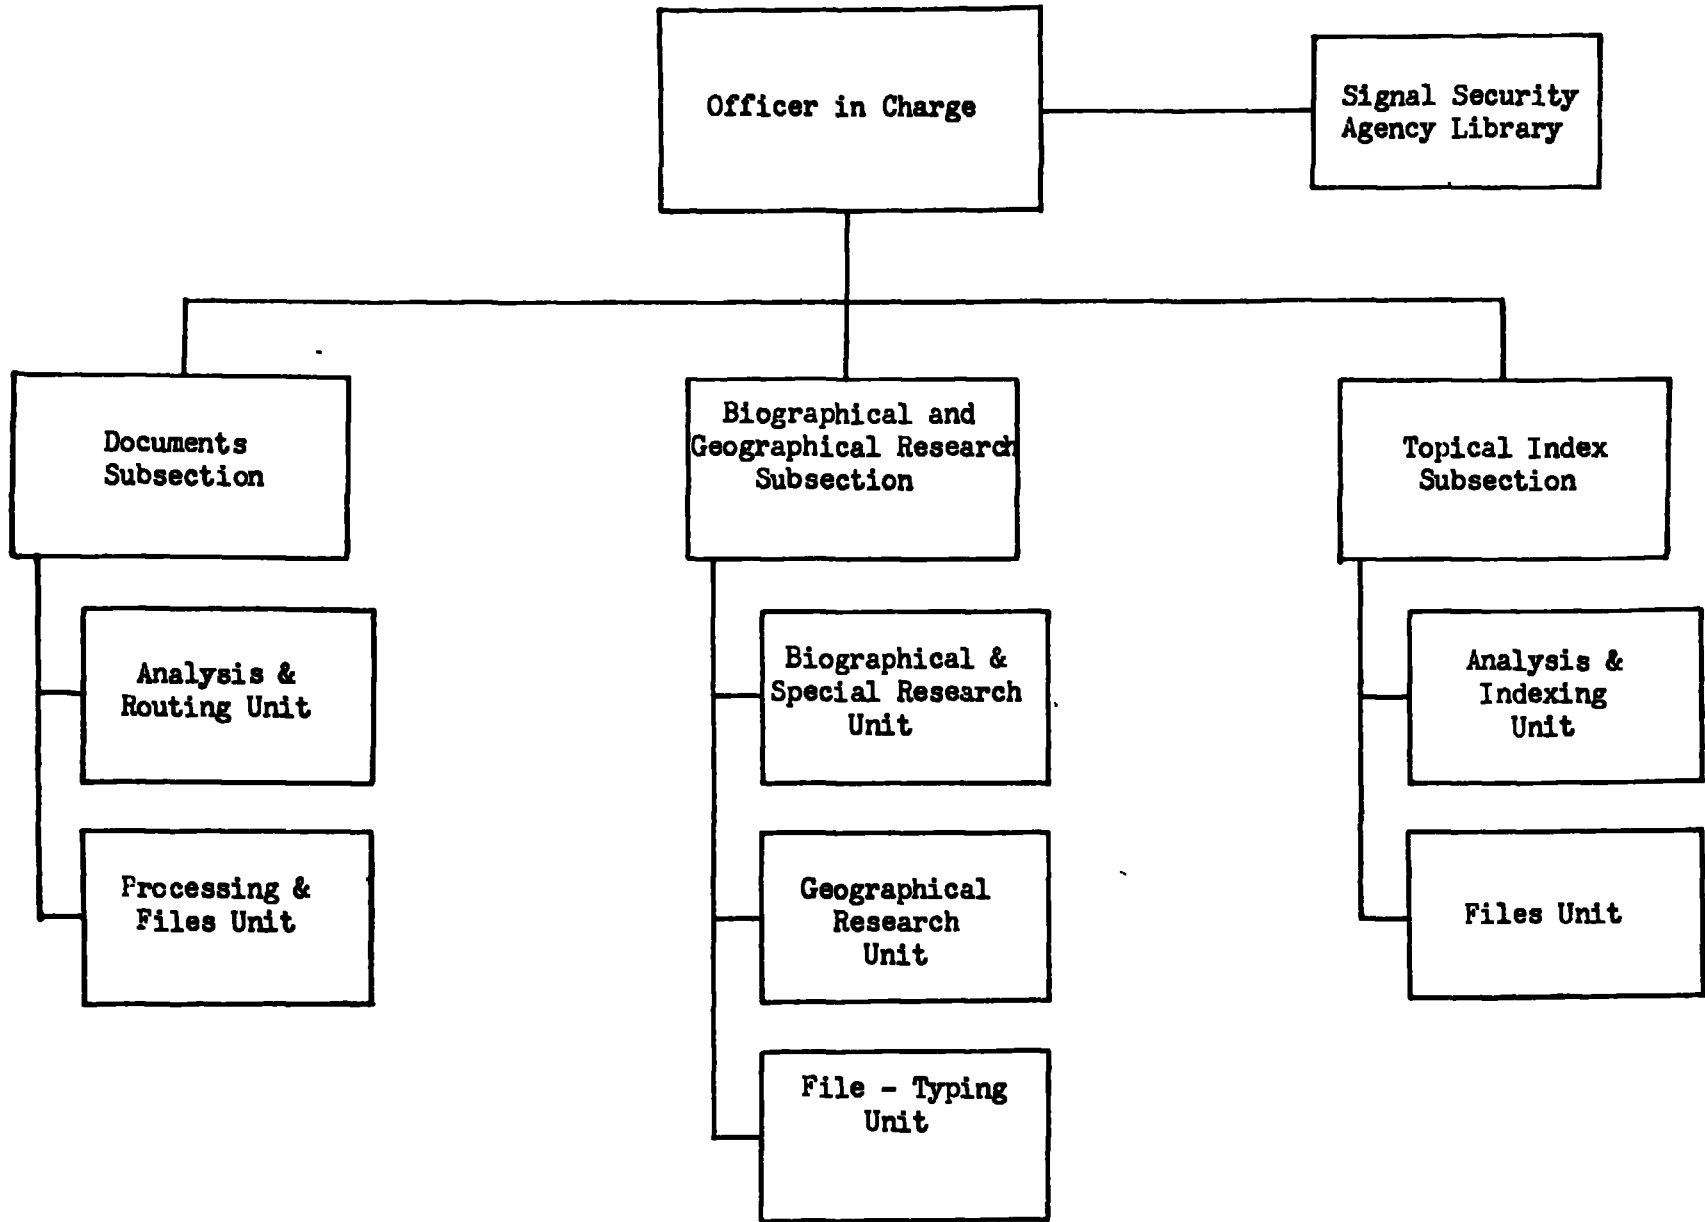 Officer in Charge
Signal Security
Agency Library
Documents
Subsection
Biographical and
Geographical Research
Subsection
Topical Index
Subsection
Analysis &
Routing Unit
Processing &
Files Unit
Biographical &
Special Research
Unit
Geographical
Research
Unit
File - Typing
Unit
Analysis &
Indexing
Unit
Files Unit